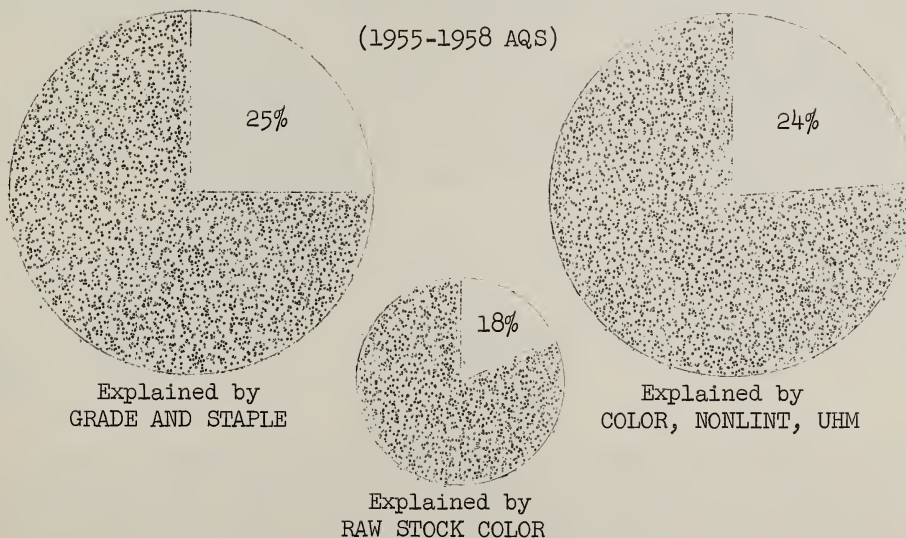 (1955-1958 AQS)
25%
24%
Explained by
GRADE AND STAPLE
18%
Explained by
COLOR, NONLINT, UHM
Explained by
RAW STOCK COLOR